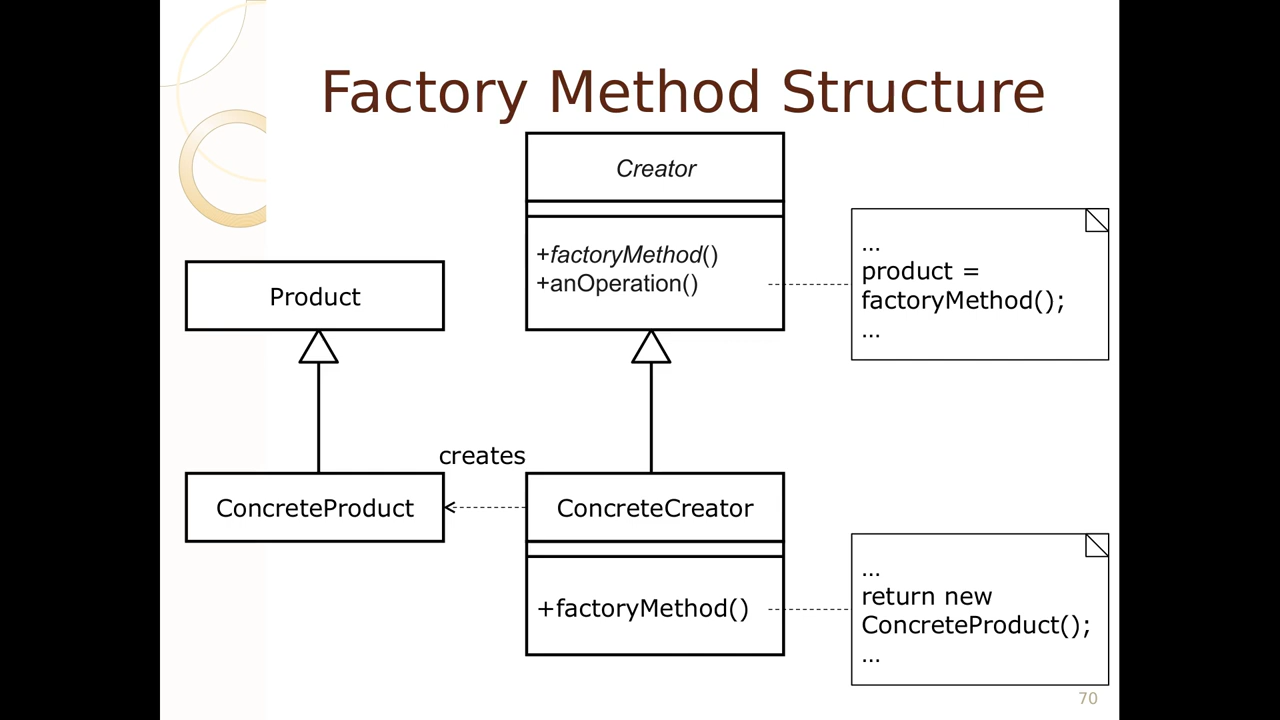 Factory Method Structure
Creator
+factoryMethod()
+anOperation()
...
product =
factoryMethod();
...
Product
creates
ConcreteProduct
ConcreteCreator
+factoryMethod()
...
return new
ConcreteProduct();
...
70